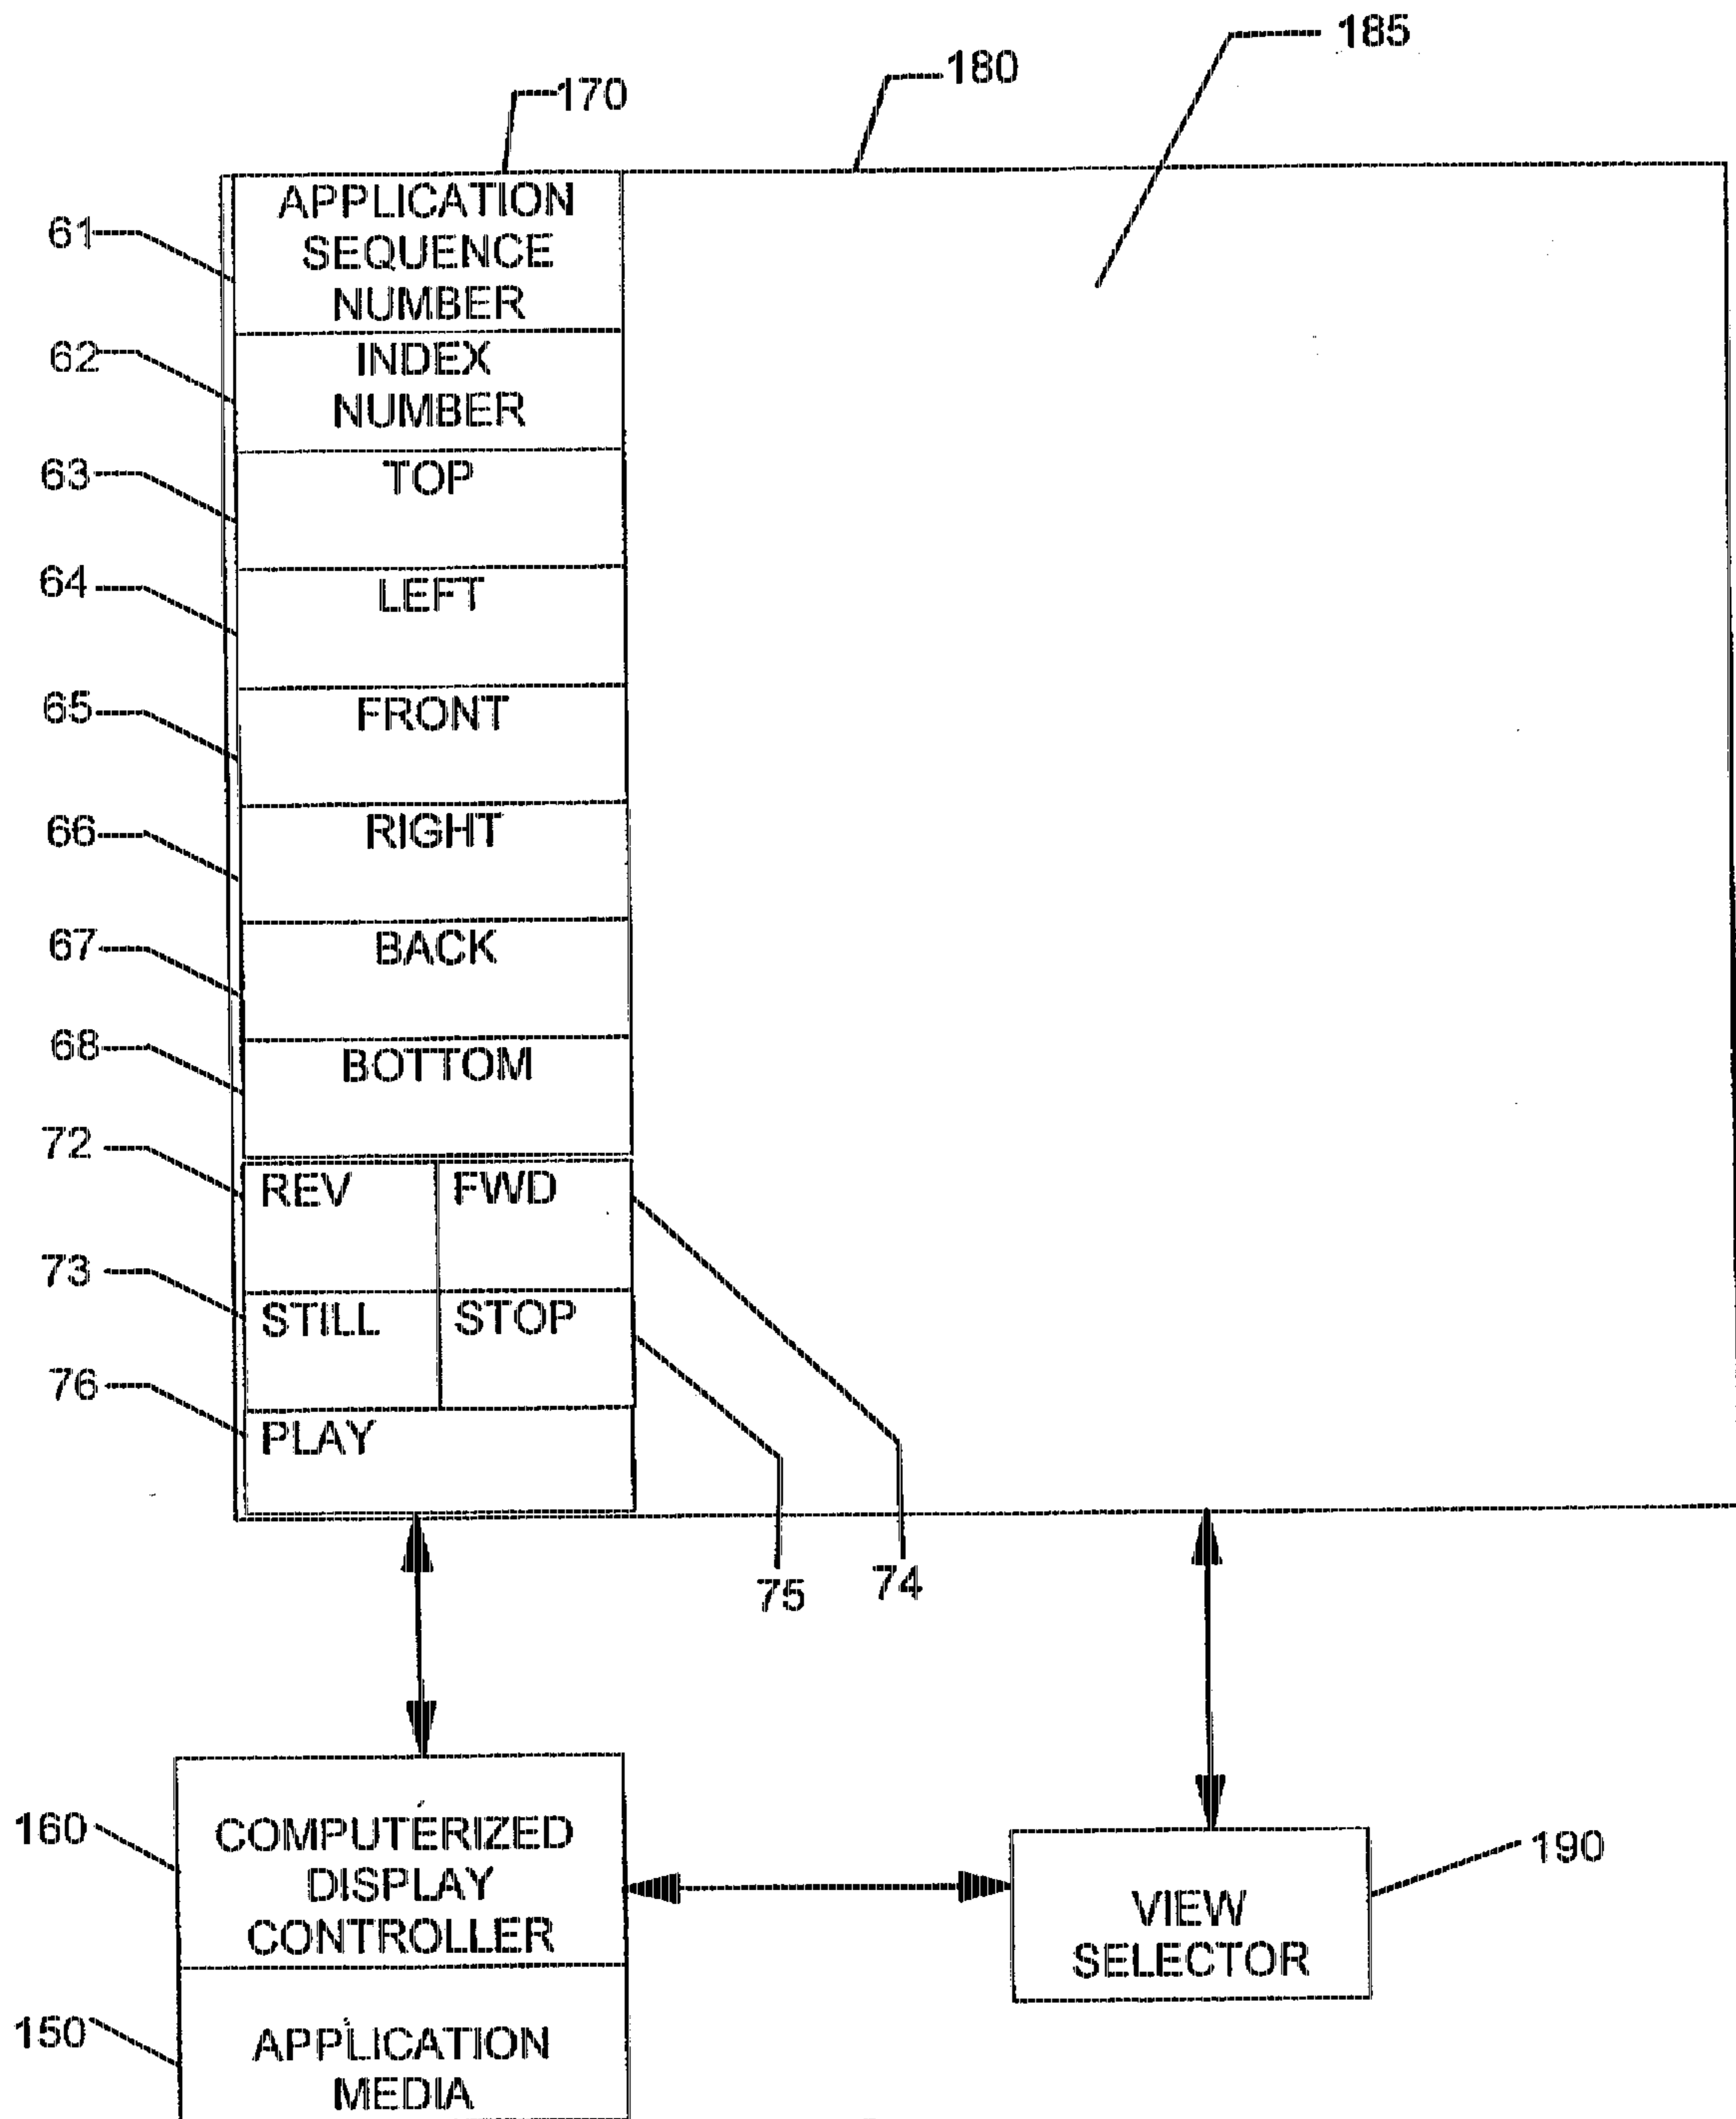 185
180
170
61
APPLICATION
SEQUENCE
NUMBER
62
INDEX
NUMBER
63
TOP
64
LEFT
65
FRONT
66
RIGHT
67
BACK
68
BOTTOM
72
REV
FWD
73
STILL
STOP
76
PLAY
75
74
160
COMPUTERIZED
DISPLAY
CONTROLLER
190
VIEW
SELECTOR
150
APPLICATION
MEDIA